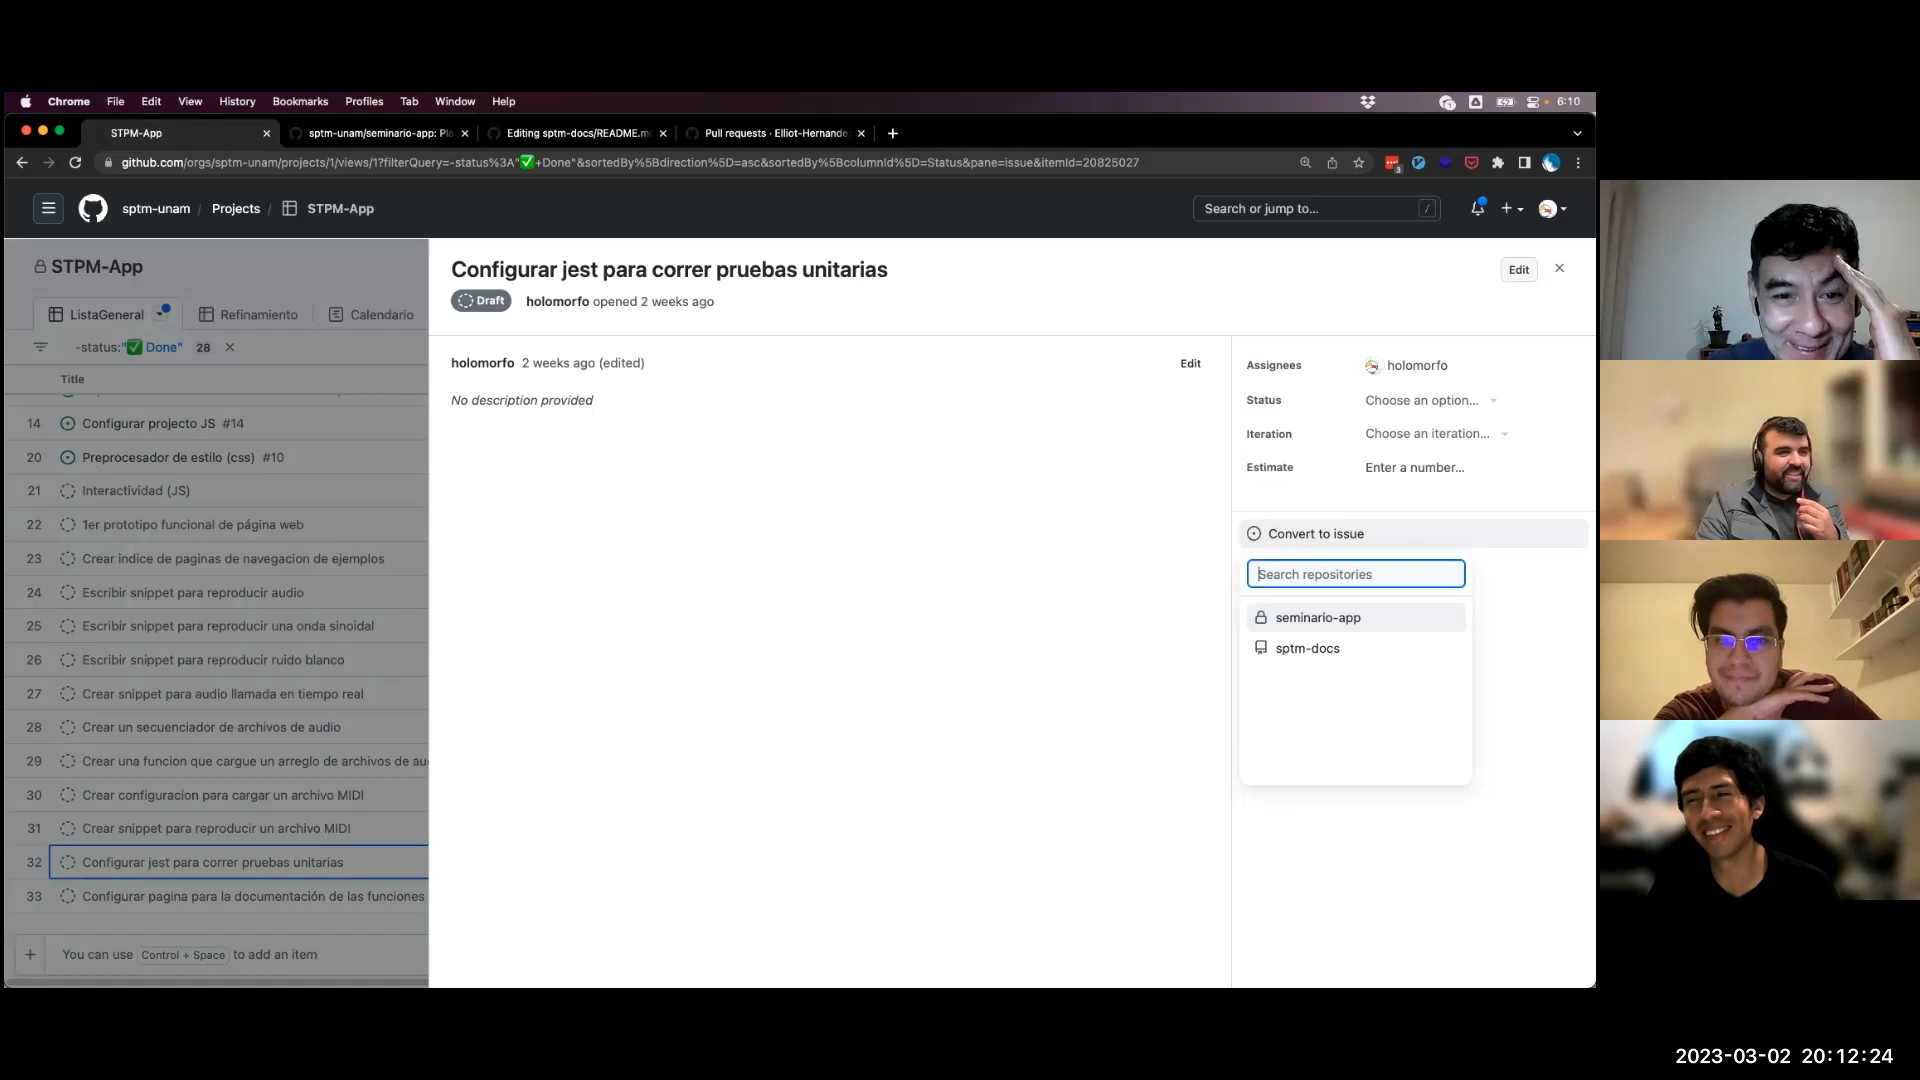 Chrome File Edit View History Bookmarks Profiles Tab Window Help 6:10
STPM-App sptm-unam/seminario-app: Pla Editing sptm-docs/README.m Pull requests · Elliot-Hernande
github.com/orgs/sptm-unam/projects/1/views/1?filterQuery=-status%3A"✅+Done"&sortedBy%5Bdirection%5D=asc&sortedBy%5BcolumnId%5D=Status&pane=issue&itemId=20825027
sptm-unam / Projects / STPM-App Search or jump to... /
STPM-App
ListaGeneral Refinamiento Calendario
-status:"✅ Done" 28
Title
14 Configurar projecto JS #14
20 Preprocesador de estilo (css) #10
21 Interactividad (JS)
22 1er prototipo funcional de página web
23 Crear indice de paginas de navegacion de ejemplos
24 Escribir snippet para reproducir audio
25 Escribir snippet para reproducir una onda sinoidal
26 Escribir snippet para reproducir ruido blanco
27 Crear snippet para audio llamada en tiempo real
28 Crear un secuenciador de archivos de audio
29 Crear una funcion que cargue un arreglo de archivos de au
30 Crear configuracion para cargar un archivo MIDI
31 Crear snippet para reproducir un archivo MIDI
32 Configurar jest para correr pruebas unitarias
33 Configurar pagina para la documentación de las funciones
You can use Control + Space to add an item
Configurar jest para correr pruebas unitarias
Edit
Draft holomorfo opened 2 weeks ago
holomorfo 2 weeks ago (edited) Edit
No description provided
Assignees holomorfo
Status Choose an option...
Iteration Choose an iteration...
Estimate Enter a number...
Convert to issue
Search repositories
seminario-app
sptm-docs
2023-03-02 20:12:24